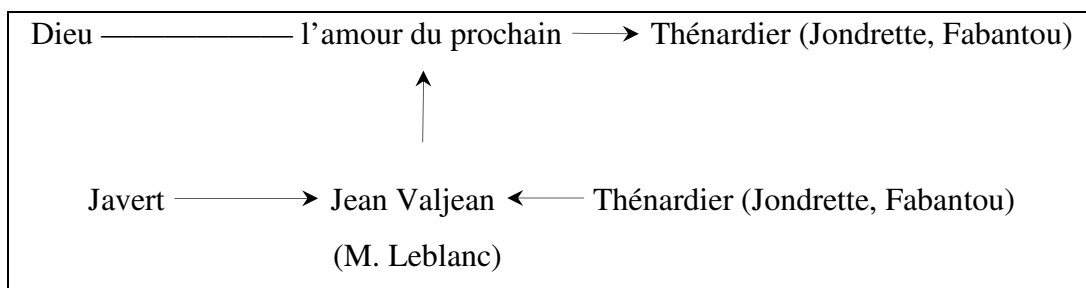 Dieu l’amour du prochain Thénardier (Jondrette, Fabantou)
Javert Jean Valjean Thénardier (Jondrette, Fabantou)
(M. Leblanc)